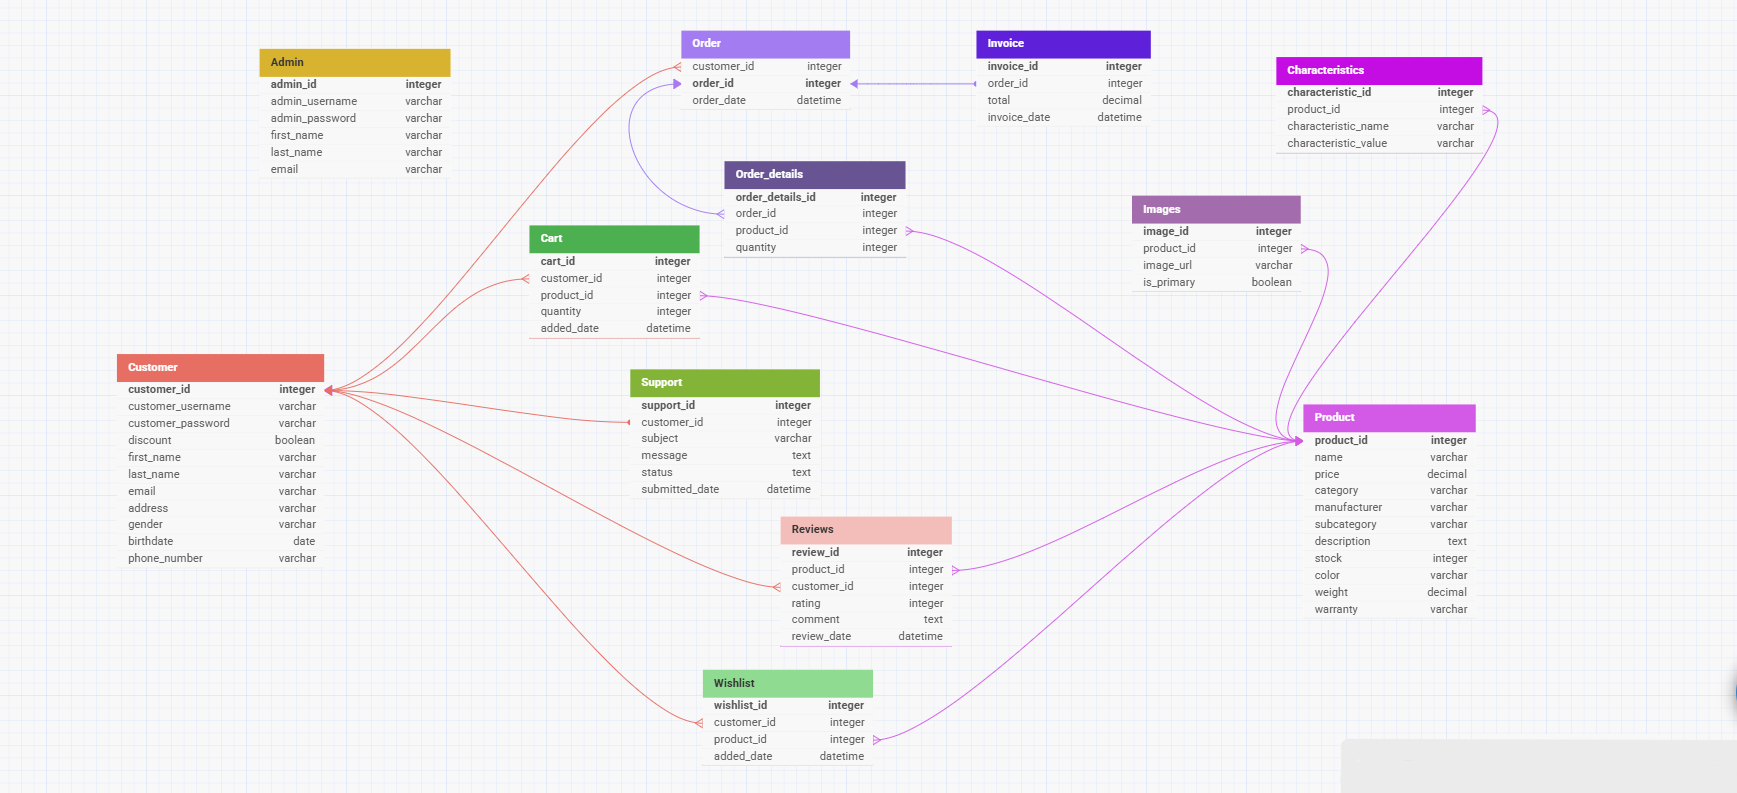 Admin
admin_id integer
admin_username varchar
admin_password varchar
first_name varchar
last_name varchar
email varchar
Order
customer_id integer
order_id integer
order_date datetime
Invoice
invoice_id integer
order_id integer
total decimal
invoice_date datetime
Characteristics
characteristic_id integer
product_id integer
characteristic_name varchar
characteristic_value varchar
Order_details
order_details_id integer
order_id integer
product_id integer
quantity integer
Images
image_id integer
product_id integer
image_url varchar
is_primary boolean
Cart
cart_id integer
customer_id integer
product_id integer
quantity integer
added_date datetime
Customer
customer_id integer
customer_username varchar
customer_password varchar
discount boolean
first_name varchar
last_name varchar
email varchar
address varchar
gender varchar
birthdate date
phone_number varchar
Support
support_id integer
customer_id integer
subject varchar
message text
status text
submitted_date datetime
Product
product_id integer
name varchar
price decimal
category varchar
manufacturer varchar
subcategory varchar
description text
stock integer
color varchar
weight decimal
warranty varchar
Reviews
review_id integer
product_id integer
customer_id integer
rating integer
comment text
review_date datetime
Wishlist
wishlist_id integer
customer_id integer
product_id integer
added_date datetime